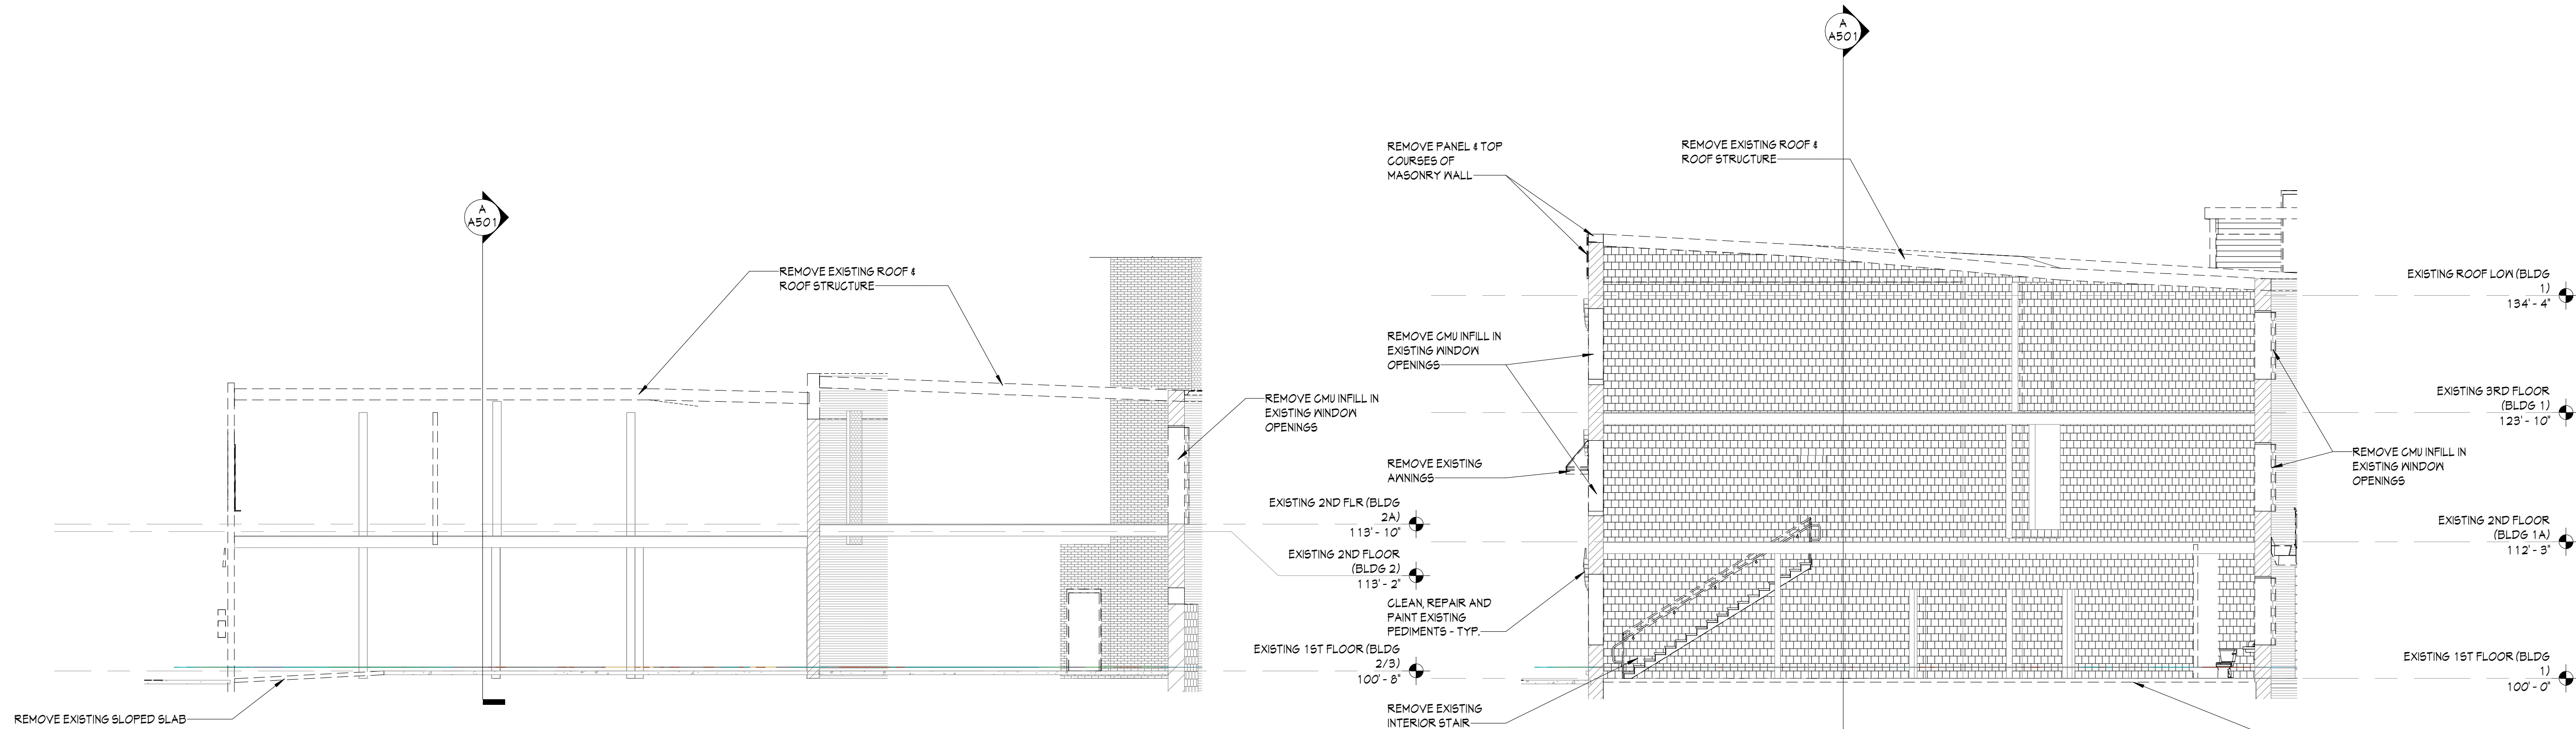 A
A501
REMOVE EXISTING ROOF &
ROOF STRUCTURE
REMOVE CMU INFILL IN
EXISTING WINDOW
OPENINGS
EXISTING 2ND FLR (BLDG
2A)
113' - 10"
EXISTING 2ND FLOOR
(BLDG 2)
113' - 2"
EXISTING 1ST FLOOR (BLDG
2/3)
100' - 8"
REMOVE EXISTING SLOPED SLAB
A
A501
REMOVE PANEL & TOP
COURSES OF
MASONRY WALL
REMOVE EXISTING ROOF &
ROOF STRUCTURE
REMOVE CMU INFILL IN
EXISTING WINDOW
OPENINGS
REMOVE EXISTING
AWNINGS
CLEAN, REPAIR AND
PAINT EXISTING
PEDIMENTS - TYP.
REMOVE EXISTING
INTERIOR STAIR
EXISTING ROOF LOW (BLDG
1)
134' - 4"
EXISTING 3RD FLOOR
(BLDG 1)
123' - 10"
REMOVE CMU INFILL IN
EXISTING WINDOW
OPENINGS
EXISTING 2ND FLOOR
(BLDG 1A)
112' - 3"
EXISTING 1ST FLOOR (BLDG
1)
100' - 0"